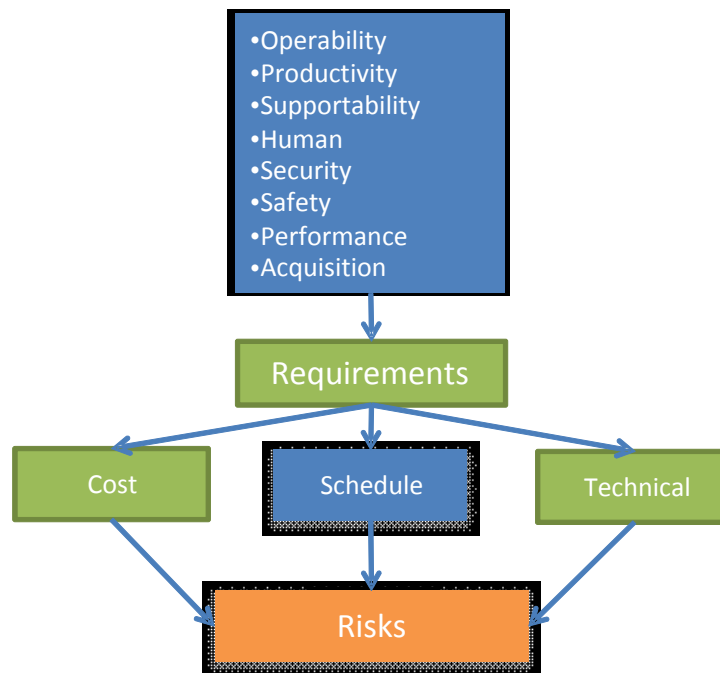 •Operability
•Productivity
•Supportability
•Human
•Security
•Safety
•Performance
•Acquisition
Requirements
Cost
Schedule
Technical
Risks